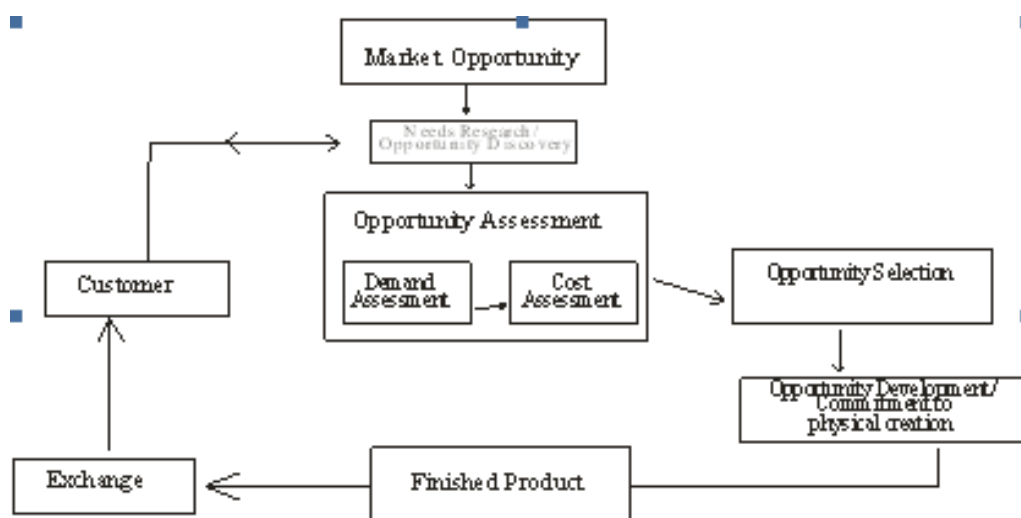 Market Opportunity
Needs Research/
Opportunity Discovery
Opportunity Assessment
Demand
Assessment
Cost
Assessment
Customer
Opportunity Selection
Opportunity Development/
Commitment to
physical creation
Exchange
Finished Product